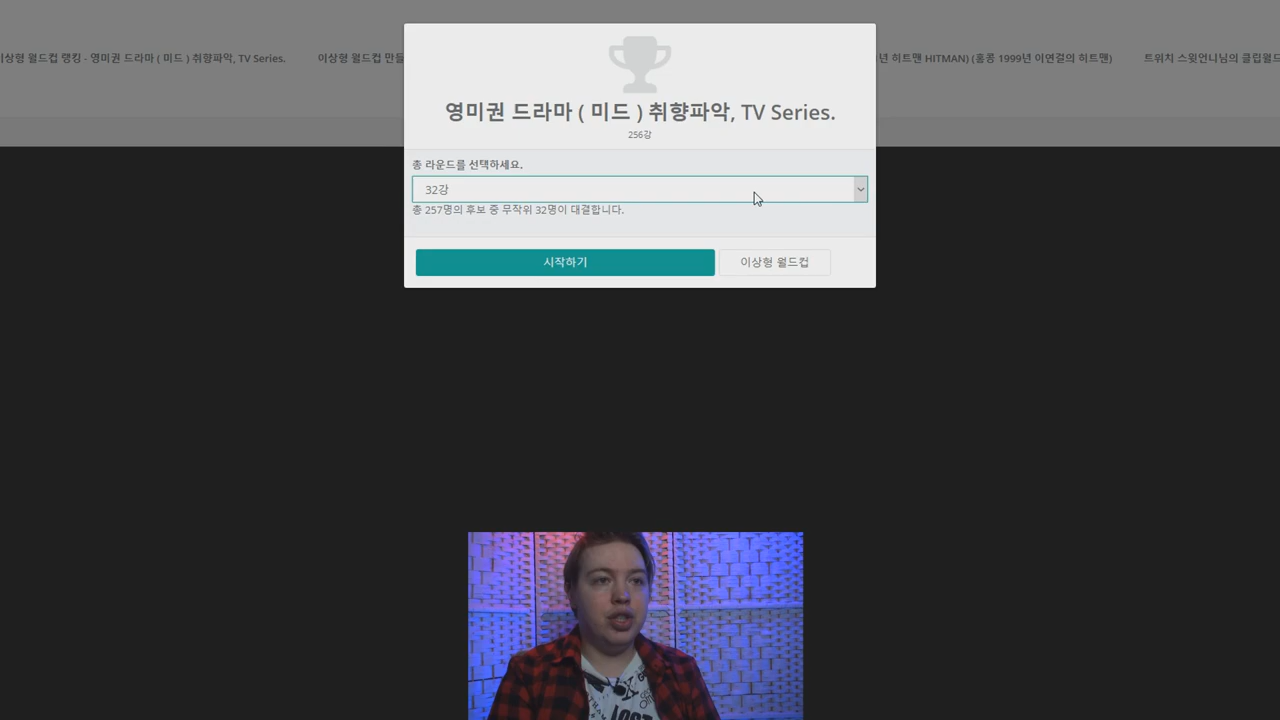 이상형 월드컵 랭킹 - 영미권 드라마 ( 미드 ) 취향파악, TV Series.
이상형 월드컵 만들
년 히트맨 HITMAN) (홍콩 1999년 이연걸의 히트맨)
트위치 스윗언니님의 클립월드
영미권 드라마 ( 미드 ) 취향파악, TV Series.
256강
총 라운드를 선택하세요.
32강
총 257명의 후보 중 무작위 32명이 대결합니다.
시작하기
이상형 월드컵